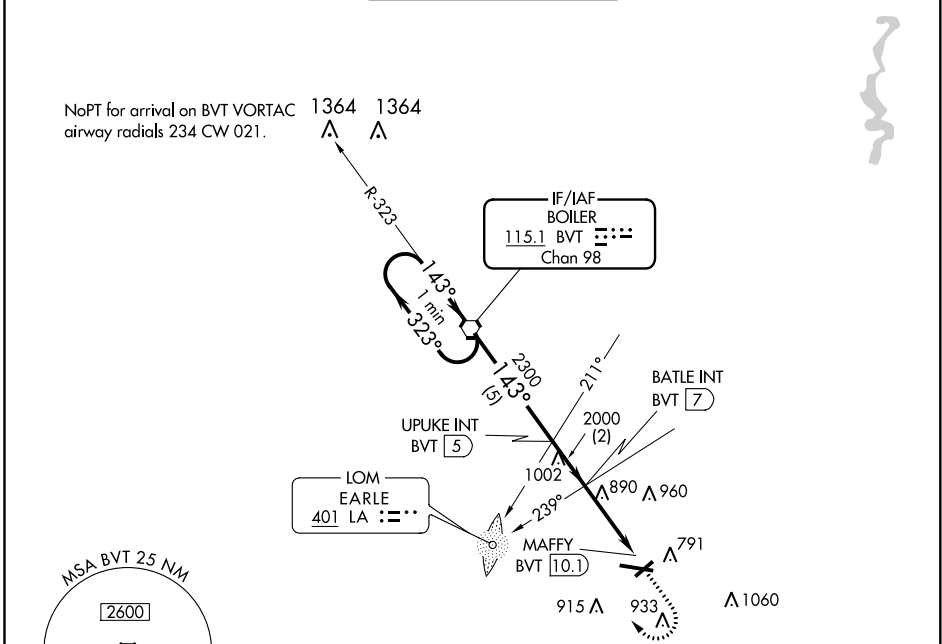 NoPT for arrival on BVT VORTAC
airway radials 234 CW 021.
1364
1364
R-323
IF/IAF
BOILER
115.1 BVT
Chan 98
143°
1 min
323°
2300
143°
(5)
211°
BATLE INT
BVT 7
UPUKE INT
BVT 5
2000
(2)
1002
LOM
EARLE
401 LA
239°
890
960
MAFFY
BVT 10.1
791
915
933
1060
MSA BVT 25 NM
2600